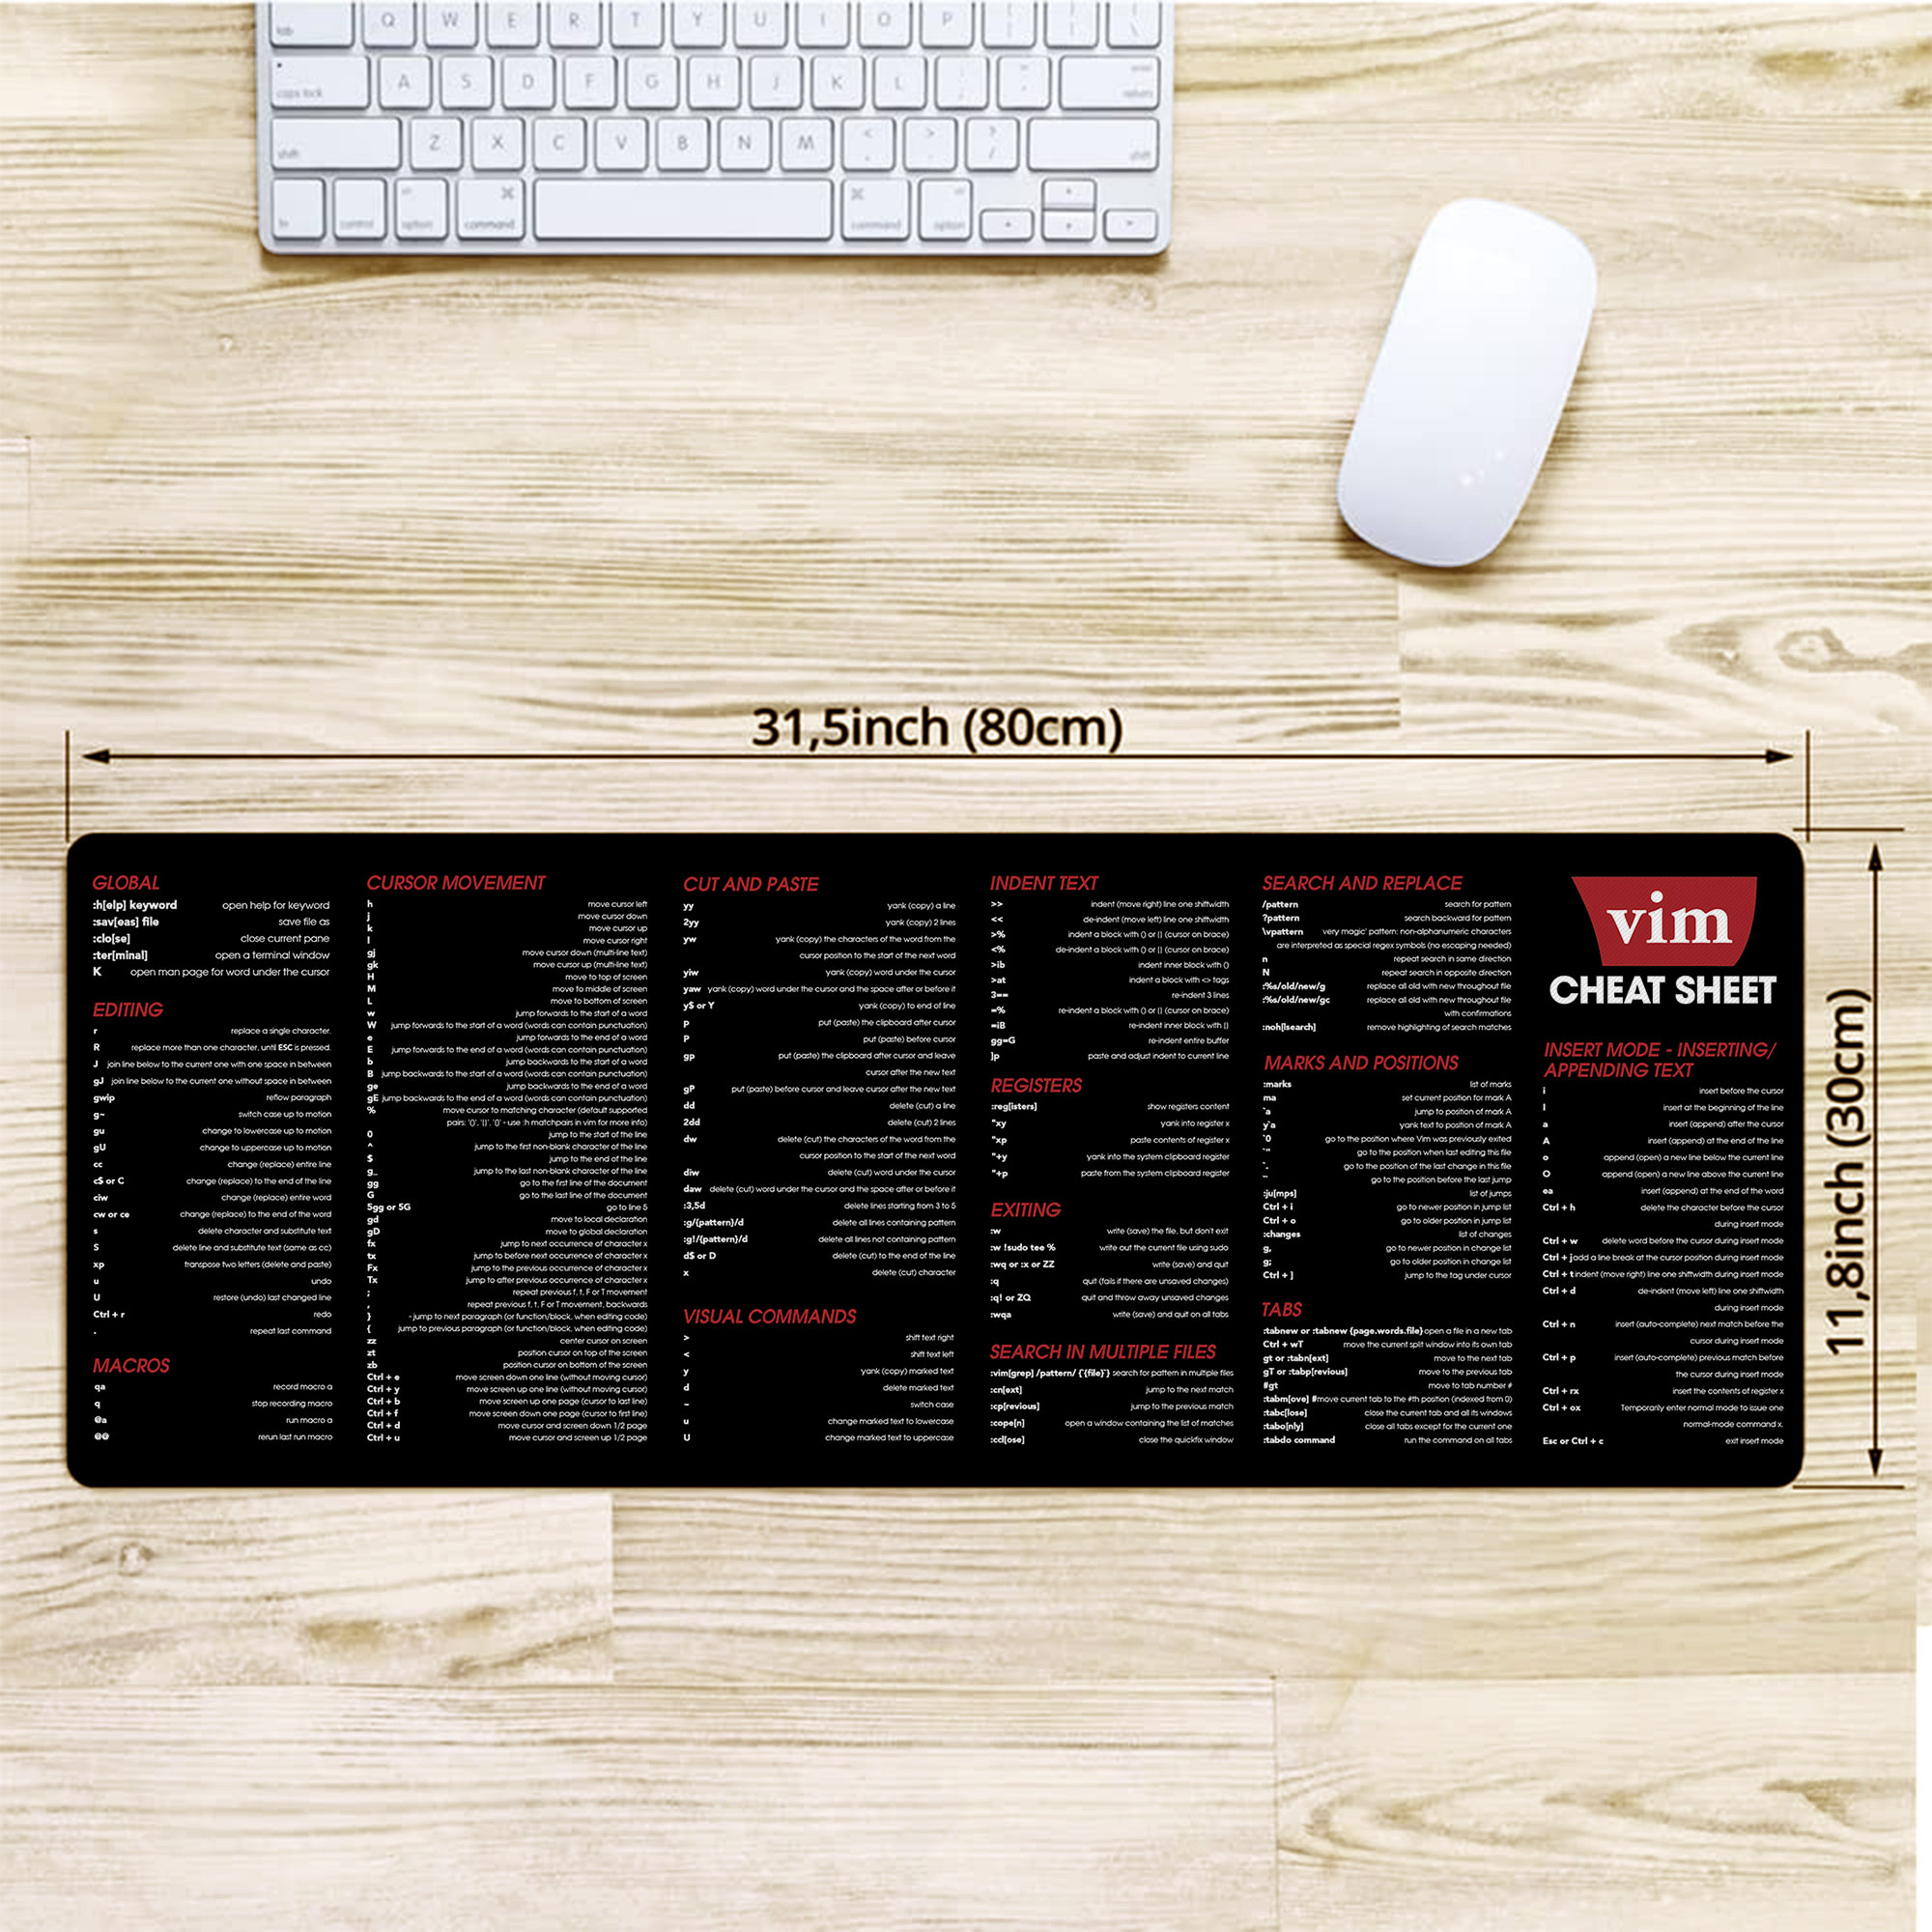 tab Q W E R T Y U I O P
caps lock A S D F G H J K L
shift Z X C V B N M < , > . ? / shift
fn control alt option ⌘ command ⌘ command alt option
31,5inch (80cm)
11,8inch (30cm)
GLOBAL
:h[elp] keyword open help for keyword
:sav[eas] file save file as
:clo[se] close current pane
:ter[minal] open a terminal window
K open man page for word under the cursor
EDITING
r replace a single character.
R replace more than one character, until ESC is pressed.
J join line below to the current one with one space in between
gJ join line below to the current one without space in between
gwip reflow paragraph
g~ switch case up to motion
gu change to lowercase up to motion
gU change to uppercase up to motion
cc change (replace) entire line
c$ or C change (replace) to the end of the line
ciw change (replace) entire word
cw or ce change (replace) to the end of the word
s delete character and substitute text
S delete line and substitute text (same as cc)
xp transpose two letters (delete and paste)
u undo
U restore (undo) last changed line
Ctrl + r redo
. repeat last command
MACROS
qa record macro a
q stop recording macro
@a run macro a
@@ rerun last run macro
CURSOR MOVEMENT
h move cursor left
j move cursor down
k move cursor up
l move cursor right
gj move cursor down (multi-line text)
gk move cursor up (multi-line text)
H move to top of screen
M move to middle of screen
L move to bottom of screen
w jump forwards to the start of a word
W jump forwards to the start of a word (words can contain punctuation)
e jump forwards to the end of a word
E jump forwards to the end of a word (words can contain punctuation)
b jump backwards to the start of a word
B jump backwards to the start of a word (words can contain punctuation)
ge jump backwards to the end of a word
gE jump backwards to the end of a word (words can contain punctuation)
% move cursor to matching character (default supported
pairs: '()', '{}', '[]' - use :h matchpairs in vim for more info)
0 jump to the start of the line
^ jump to the first non-blank character of the line
$ jump to the end of the line
g_ jump to the last non-blank character of the line
gg go to the first line of the document
G go to the last line of the document
5gg or 5G go to line 5
gd move to local declaration
gD move to global declaration
fx jump to next occurrence of character x
tx jump to before next occurrence of character x
Fx jump to the previous occurrence of character x
Tx jump to after previous occurrence of character x
; repeat previous f, t, F or T movement
, repeat previous f, t, F or T movement, backwards
} - jump to next paragraph (or function/block, when editing code)
{ jump to previous paragraph (or function/block, when editing code)
zz center cursor on screen
zt position cursor on top of the screen
zb position cursor on bottom of the screen
Ctrl + e move screen down one line (without moving cursor)
Ctrl + y move screen up one line (without moving cursor)
Ctrl + b move screen up one page (cursor to last line)
Ctrl + f move screen down one page (cursor to first line)
Ctrl + d move cursor and screen down 1/2 page
Ctrl + u move cursor and screen up 1/2 page
CUT AND PASTE
yy yank (copy) a line
2yy yank (copy) 2 lines
yw yank (copy) the characters of the word from the
cursor position to the start of the next word
yiw yank (copy) word under the cursor
yaw yank (copy) word under the cursor and the space after or before it
y$ or Y yank (copy) to end of line
P put (paste) the clipboard after cursor
P put (paste) before cursor
gp put (paste) the clipboard after cursor and leave
cursor after the new text
gP put (paste) before cursor and leave cursor after the new text
dd delete (cut) a line
2dd delete (cut) 2 lines
dw delete (cut) the characters of the word from the
cursor position to the start of the next word
diw delete (cut) word under the cursor
daw delete (cut) word under the cursor and the space after or before it
:3,5d delete lines starting from 3 to 5
:g/{pattern}/d delete all lines containing pattern
:g!/{pattern}/d delete all lines not containing pattern
d$ or D delete (cut) to the end of the line
x delete (cut) character
VISUAL COMMANDS
> shift text right
< shift text left
y yank (copy) marked text
d delete marked text
~ switch case
u change marked text to lowercase
U change marked text to uppercase
INDENT TEXT
>> indent (move right) line one shiftwidth
<< de-indent (move left) line one shiftwidth
>% indent a block with () or {} (cursor on brace)
<% de-indent a block with () or {} (cursor on brace)
>ib indent inner block with ()
>at indent a block with <> tags
3== re-indent 3 lines
=% re-indent a block with () or {} (cursor on brace)
=iB re-indent inner block with {}
gg=G re-indent entire buffer
]p paste and adjust indent to current line
REGISTERS
:reg[isters] show registers content
"xy yank into register x
"xp paste contents of register x
"+y yank into the system clipboard register
"+p paste from the system clipboard register
EXITING
:w write (save) the file, but don't exit
:w !sudo tee % write out the current file using sudo
:wq or :x or ZZ write (save) and quit
:q quit (fails if there are unsaved changes)
:q! or ZQ quit and throw away unsaved changes
:wqa write (save) and quit on all tabs
SEARCH IN MULTIPLE FILES
:vim[grep] /pattern/ {`{file}`} search for pattern in multiple files
:cn[ext] jump to the next match
:cp[revious] jump to the previous match
:cope[n] open a window containing the list of matches
:ccl[ose] close the quickfix window
SEARCH AND REPLACE
/pattern search for pattern
?pattern search backward for pattern
\vpattern very magic' pattern: non-alphanumeric characters
are interpreted as special regex symbols (no escaping needed)
n repeat search in same direction
N repeat search in opposite direction
:%s/old/new/g replace all old with new throughout file
:%s/old/new/gc replace all old with new throughout file
with confirmations
:noh[lsearch] remove highlighting of search matches
MARKS AND POSITIONS
:marks list of marks
ma set current position for mark A
`a jump to position of mark A
y`a yank text to position of mark A
`0 go to the position where Vim was previously exited
`" go to the position when last editing this file
`. go to the position of the last change in this file
`` go to the position before the last jump
:ju[mps] list of jumps
Ctrl + i go to newer position in jump list
Ctrl + o go to older position in jump list
:changes list of changes
g, go to newer position in change list
g; go to older position in change list
Ctrl + ] jump to the tag under cursor
TABS
:tabnew or :tabnew {page.words.file} open a file in a new tab
Ctrl + wT move the current split window into its own tab
gt or :tabn[ext] move to the next tab
gT or :tabp[revious] move to the previous tab
#gt move to tab number #
:tabm[ove] # move current tab to the #th position (indexed from 0)
:tabc[lose] close the current tab and all its windows
:tabo[nly] close all tabs except for the current one
:tabdo command run the command on all tabs
vim
CHEAT SHEET
INSERT MODE - INSERTING/
APPENDING TEXT
i insert before the cursor
I insert at the beginning of the line
a insert (append) after the cursor
A insert (append) at the end of the line
o append (open) a new line below the current line
O append (open) a new line above the current line
ea insert (append) at the end of the word
Ctrl + h delete the character before the cursor
during insert mode
Ctrl + w delete word before the cursor during insert mode
Ctrl + j add a line break at the cursor position during insert mode
Ctrl + t indent (move right) line one shiftwidth during insert mode
Ctrl + d de-indent (move left) line one shiftwidth
during insert mode
Ctrl + n insert (auto-complete) next match before the
cursor during insert mode
Ctrl + p insert (auto-complete) previous match before
the cursor during insert mode
Ctrl + rx insert the contents of register x
Ctrl + ox Temporarily enter normal mode to issue one
normal-mode command x.
Esc or Ctrl + c exit insert mode